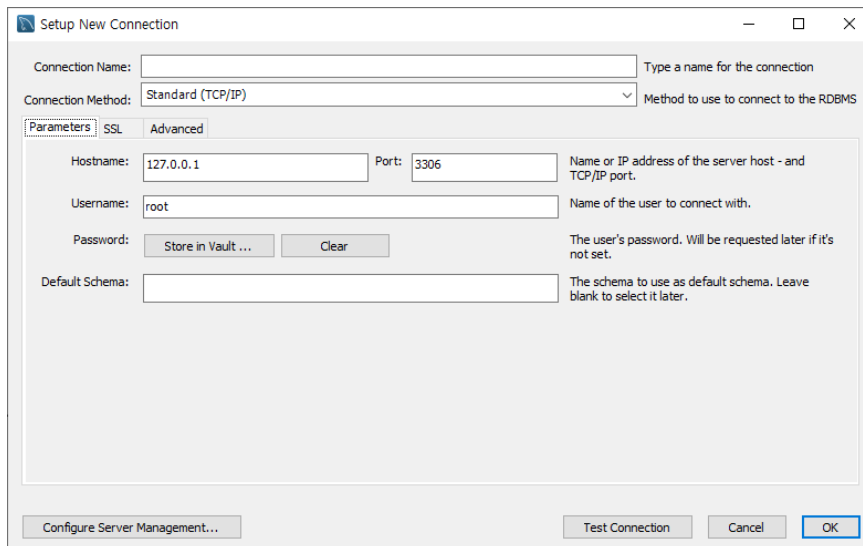 Setup New Connection
Connection Name:
Type a name for the connection
Connection Method:
Standard (TCP/IP)
Method to use to connect to the RDBMS
Parameters SSL Advanced
Hostname:
127.0.0.1
Port:
3306
Name or IP address of the server host - and
TCP/IP port.
Username:
root
Name of the user to connect with.
Password:
Store in Vault ...
Clear
The user's password. Will be requested later if it's
not set.
Default Schema:
The schema to use as default schema. Leave
blank to select it later.
Configure Server Management...
Test Connection
Cancel
OK